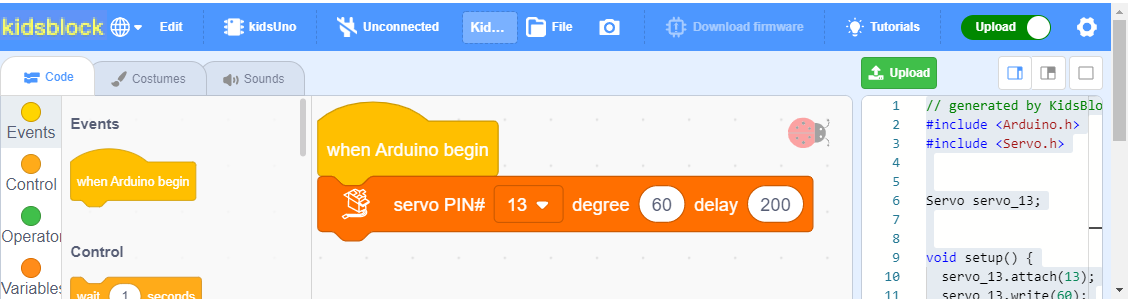 kidsblock Edit kidsUno Unconnected Kid... File Download firmware Tutorials Upload
Code Costumes Sounds
Upload
Events
Control
Operato
Variables
Events
when Arduino begin
Control
wait 1 seconds
when Arduino begin
servo PIN# 13 degree 60 delay 200
1 // generated by KidsBlo
2 #include <Arduino.h>
3 #include <Servo.h>
4
5
6 Servo servo_13;
7
8
9 void setup() {
10 servo_13.attach(13);
11 servo_13.write(60);